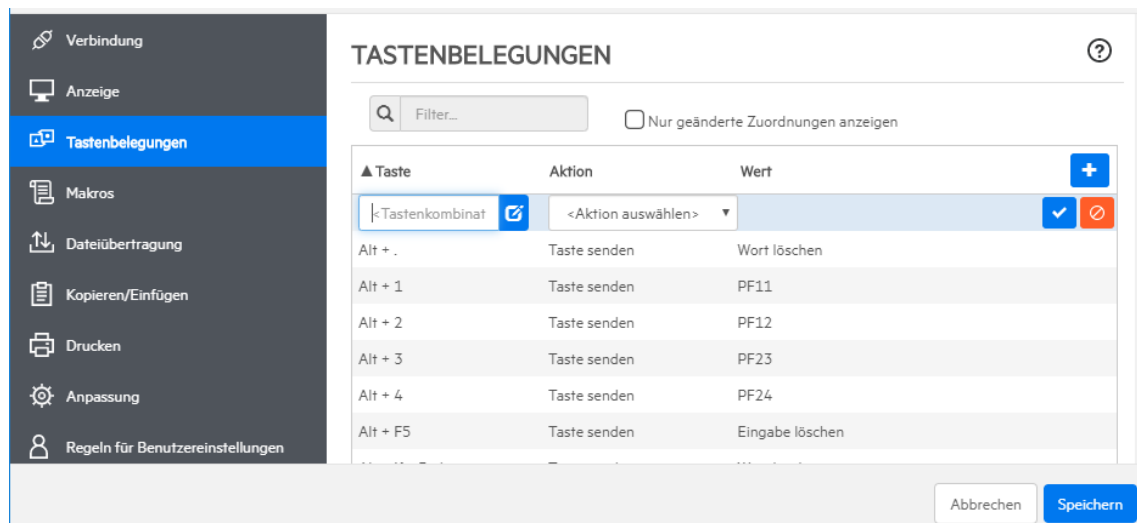 Verbindung
Anzeige
Tastenbelegungen
Makros
Dateiübertragung
Kopieren/Einfügen
Drucken
Anpassung
Regeln für Benutzereinstellungen
TASTENBELEGUNGEN
Filter...
Nur geänderte Zuordnungen anzeigen
▲ Taste Aktion Wert
<Tastenkombinat <Aktion auswählen>
Alt + . Taste senden Wort löschen
Alt + 1 Taste senden PF11
Alt + 2 Taste senden PF12
Alt + 3 Taste senden PF23
Alt + 4 Taste senden PF24
Alt + F5 Taste senden Eingabe löschen
Abbrechen Speichern